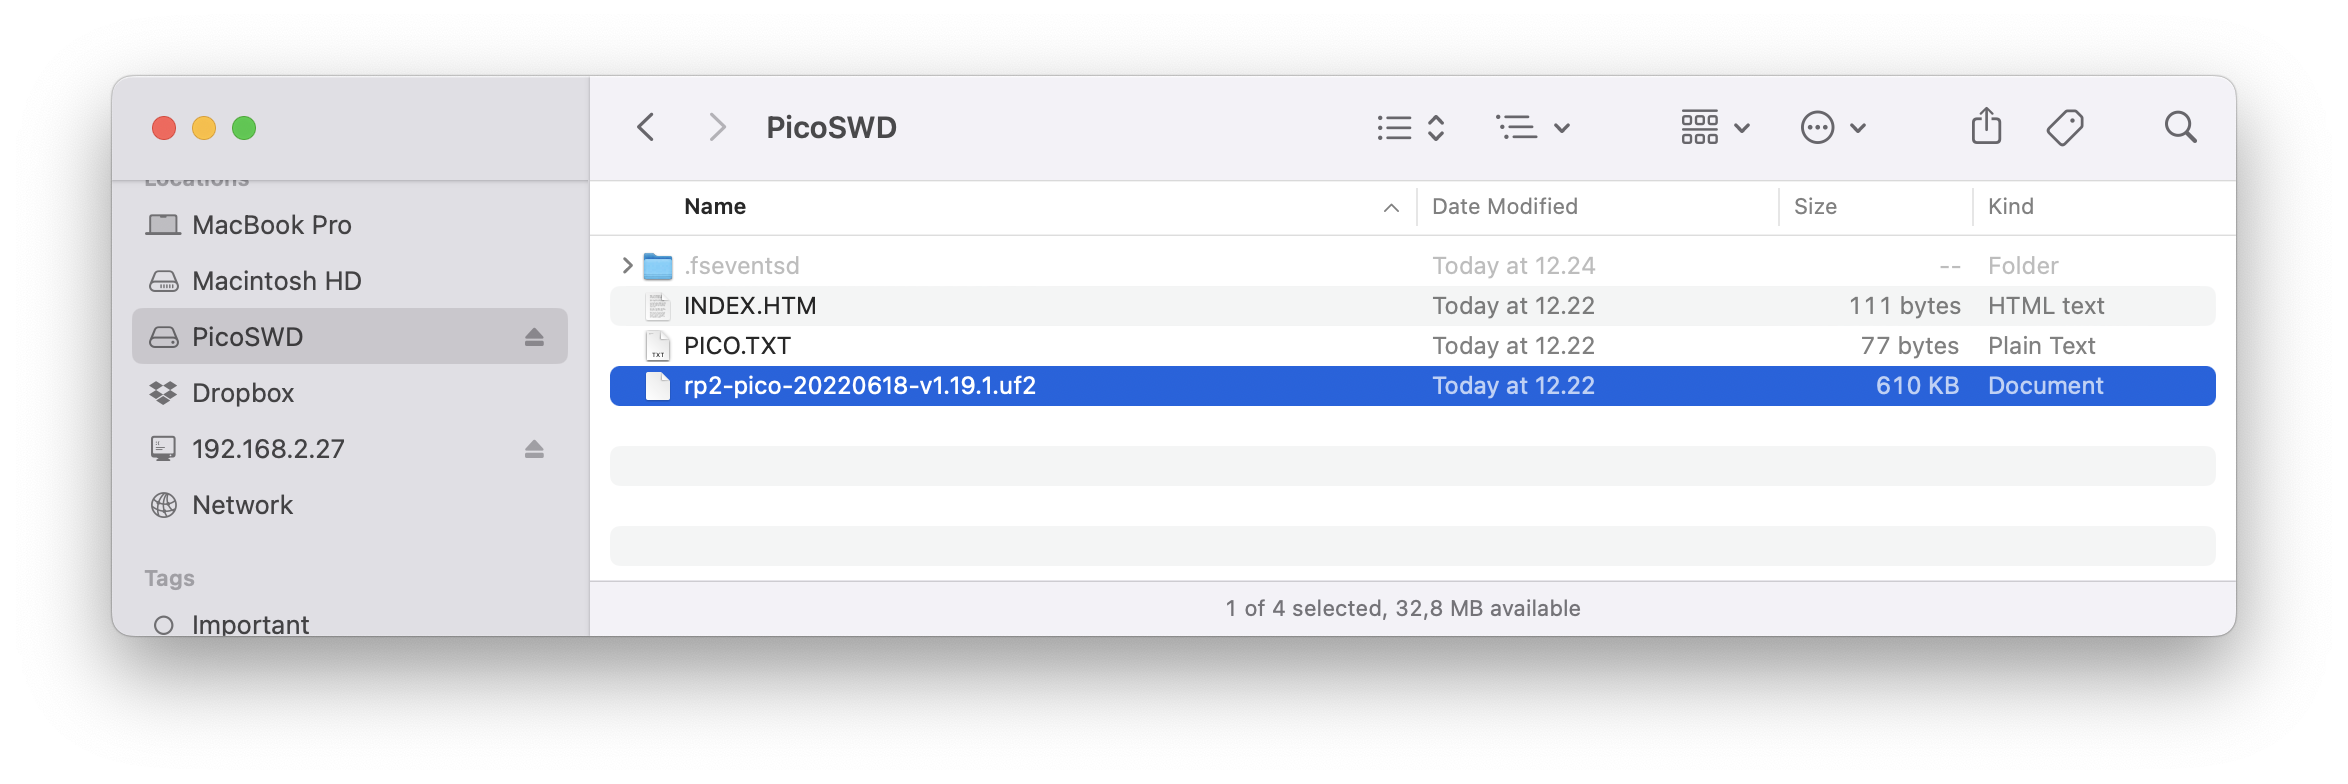 PicoSWD
Locations
MacBook Pro
Macintosh HD
PicoSWD
Dropbox
192.168.2.27
Network
Tags
Important
Name Date Modified Size Kind
.fseventsd Today at 12.24 -- Folder
INDEX.HTM Today at 12.22 111 bytes HTML text
PICO.TXT Today at 12.22 77 bytes Plain Text
rp2-pico-20220618-v1.19.1.uf2 Today at 12.22 610 KB Document
1 of 4 selected, 32,8 MB available